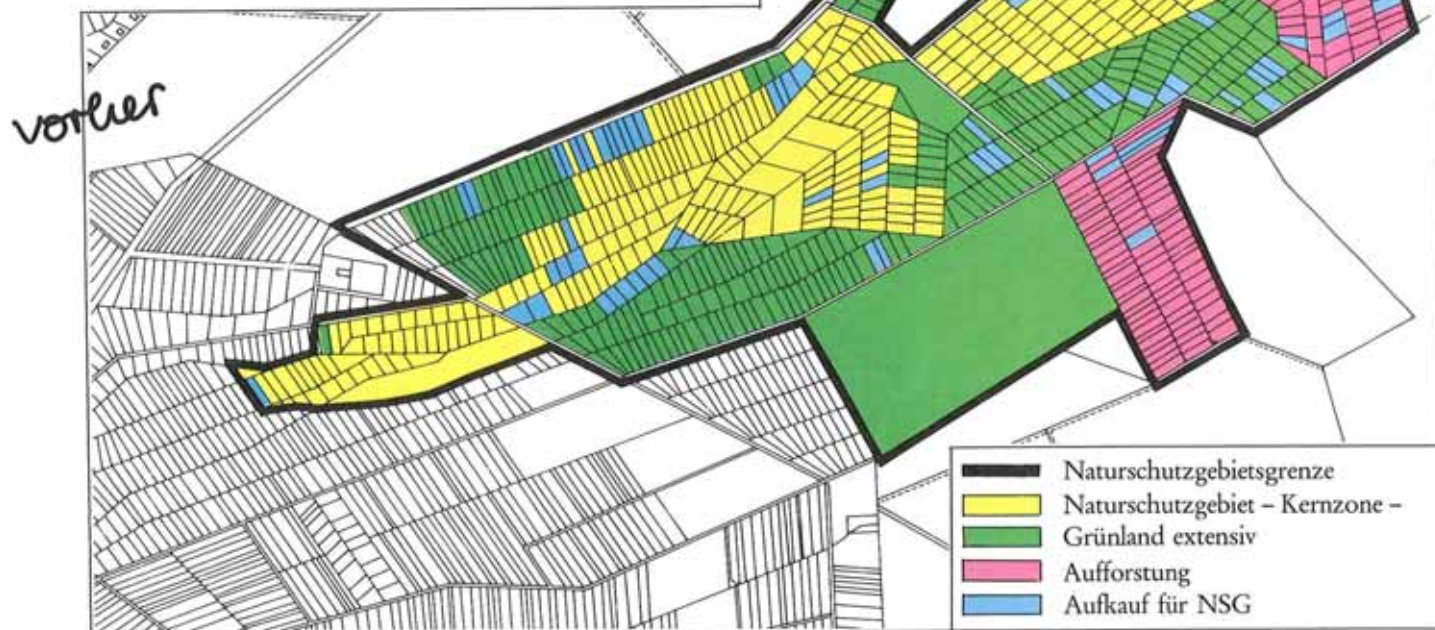 vorher
Naturschutzgebietsgrenze
Naturschutzgebiet – Kernzone –
Grünland extensiv
Aufforstung
Aufkauf für NSG